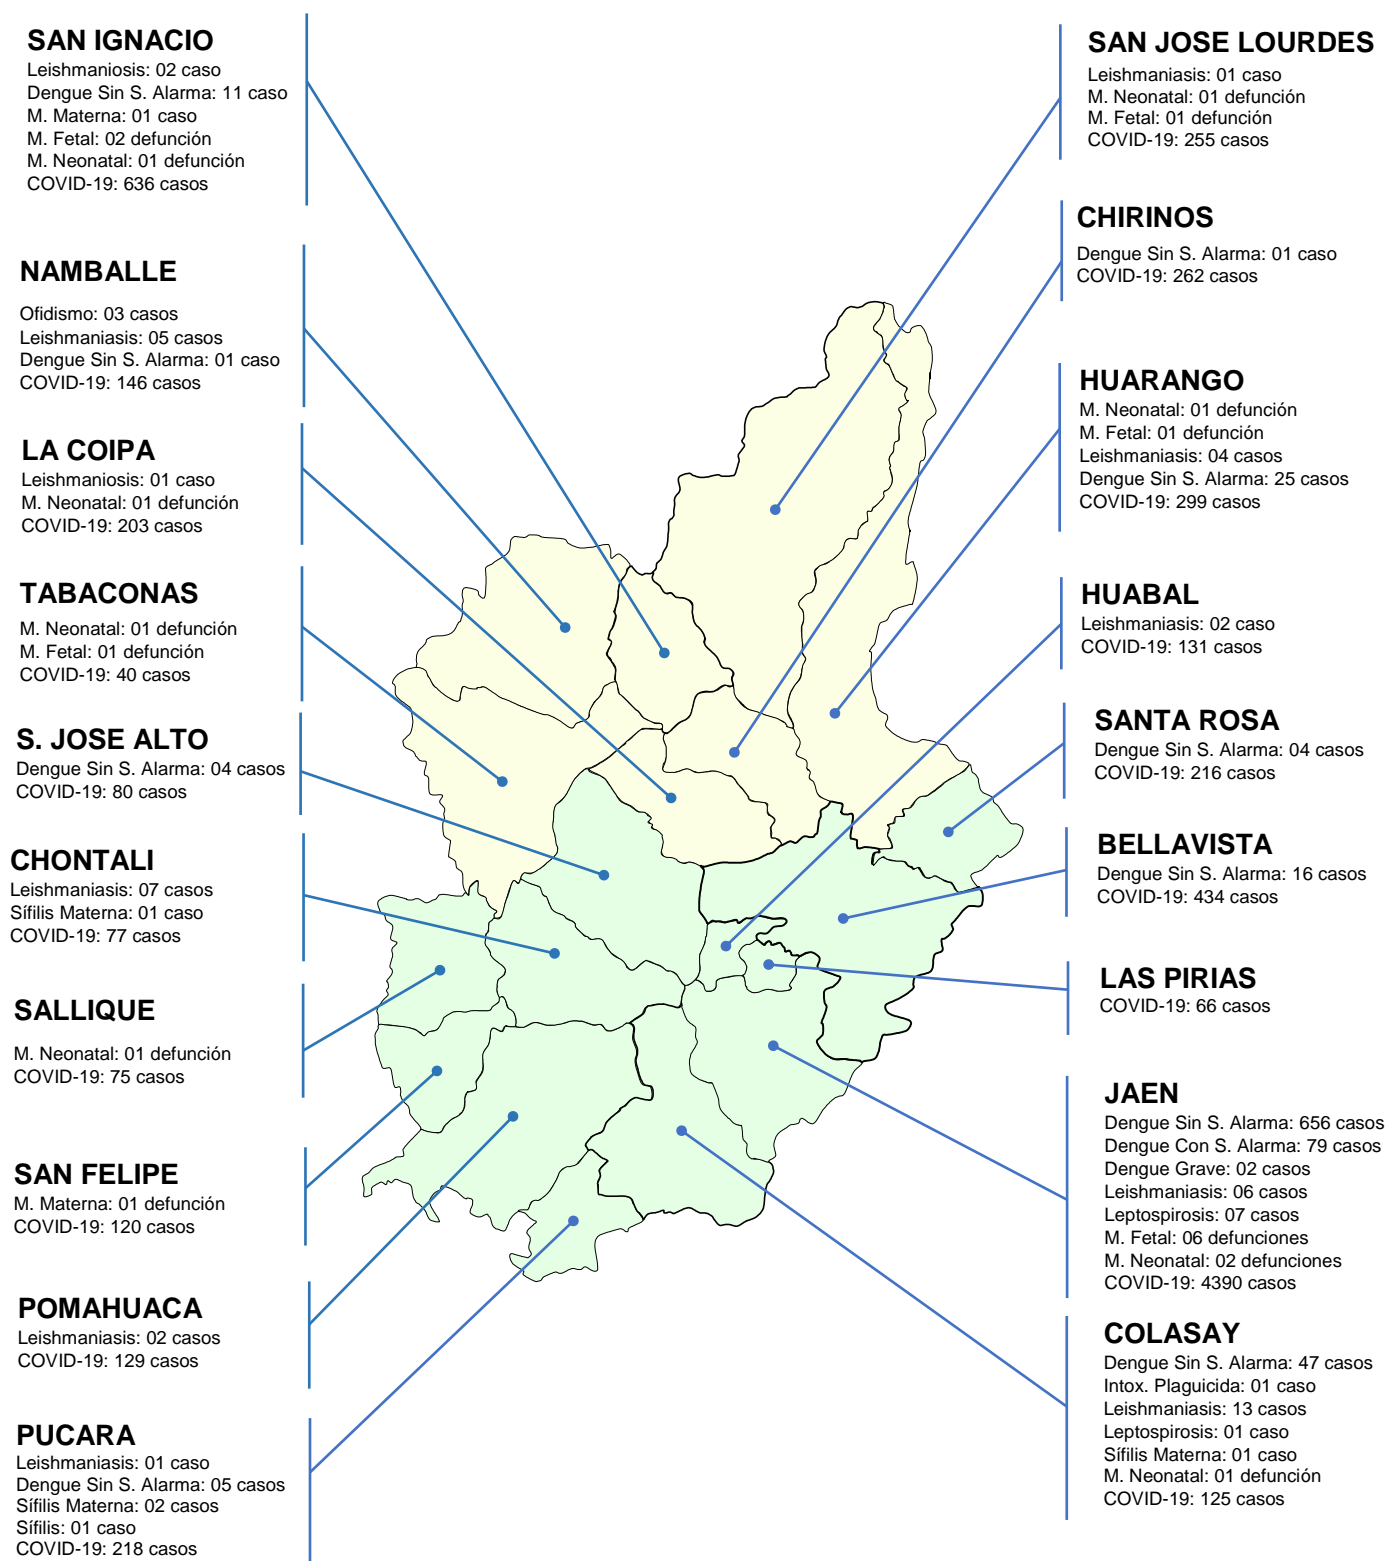 SAN IGNACIO
Leishmaniosis: 02 caso
Dengue Sin S. Alarma: 11 caso
M. Materna: 01 caso
M. Fetal: 02 defunción
M. Neonatal: 01 defunción
COVID-19: 636 casos
NAMBALLE
Ofidismo: 03 casos
Leishmaniasis: 05 casos
Dengue Sin S. Alarma: 01 caso
COVID-19: 146 casos
LA COIPA
Leishmaniosis: 01 caso
M. Neonatal: 01 defunción
COVID-19: 203 casos
TABACONAS
M. Neonatal: 01 defunción
M. Fetal: 01 defunción
COVID-19: 40 casos
S. JOSE ALTO
Dengue Sin S. Alarma: 04 casos
COVID-19: 80 casos
CHONTALI
Leishmaniasis: 07 casos
Sífilis Materna: 01 caso
COVID-19: 77 casos
SALLIQUE
M. Neonatal: 01 defunción
COVID-19: 75 casos
SAN FELIPE
M. Materna: 01 defunción
COVID-19: 120 casos
POMAHUACA
Leishmaniasis: 02 casos
COVID-19: 129 casos
PUCARA
Leishmaniasis: 01 caso
Dengue Sin S. Alarma: 05 casos
Sífilis Materna: 02 casos
Sífilis: 01 caso
COVID-19: 218 casos
SAN JOSE LOURDES
Leishmaniasis: 01 caso
M. Neonatal: 01 defunción
M. Fetal: 01 defunción
COVID-19: 255 casos
CHIRINOS
Dengue Sin S. Alarma: 01 caso
COVID-19: 262 casos
HUARANGO
M. Neonatal: 01 defunción
M. Fetal: 01 defunción
Leishmaniasis: 04 casos
Dengue Sin S. Alarma: 25 casos
COVID-19: 299 casos
HUABAL
Leishmaniasis: 02 caso
COVID-19: 131 casos
SANTA ROSA
Dengue Sin S. Alarma: 04 casos
COVID-19: 216 casos
BELLAVISTA
Dengue Sin S. Alarma: 16 casos
COVID-19: 434 casos
LAS PIRIAS
COVID-19: 66 casos
JAEN
Dengue Sin S. Alarma: 656 casos
Dengue Con S. Alarma: 79 casos
Dengue Grave: 02 casos
Leishmaniasis: 06 casos
Leptospirosis: 07 casos
M. Fetal: 06 defunciones
M. Neonatal: 02 defunciones
COVID-19: 4390 casos
COLASAY
Dengue Sin S. Alarma: 47 casos
Intox. Plaguicida: 01 caso
Leishmaniasis: 13 casos
Leptospirosis: 01 caso
Sífilis Materna: 01 caso
M. Neonatal: 01 defunción
COVID-19: 125 casos